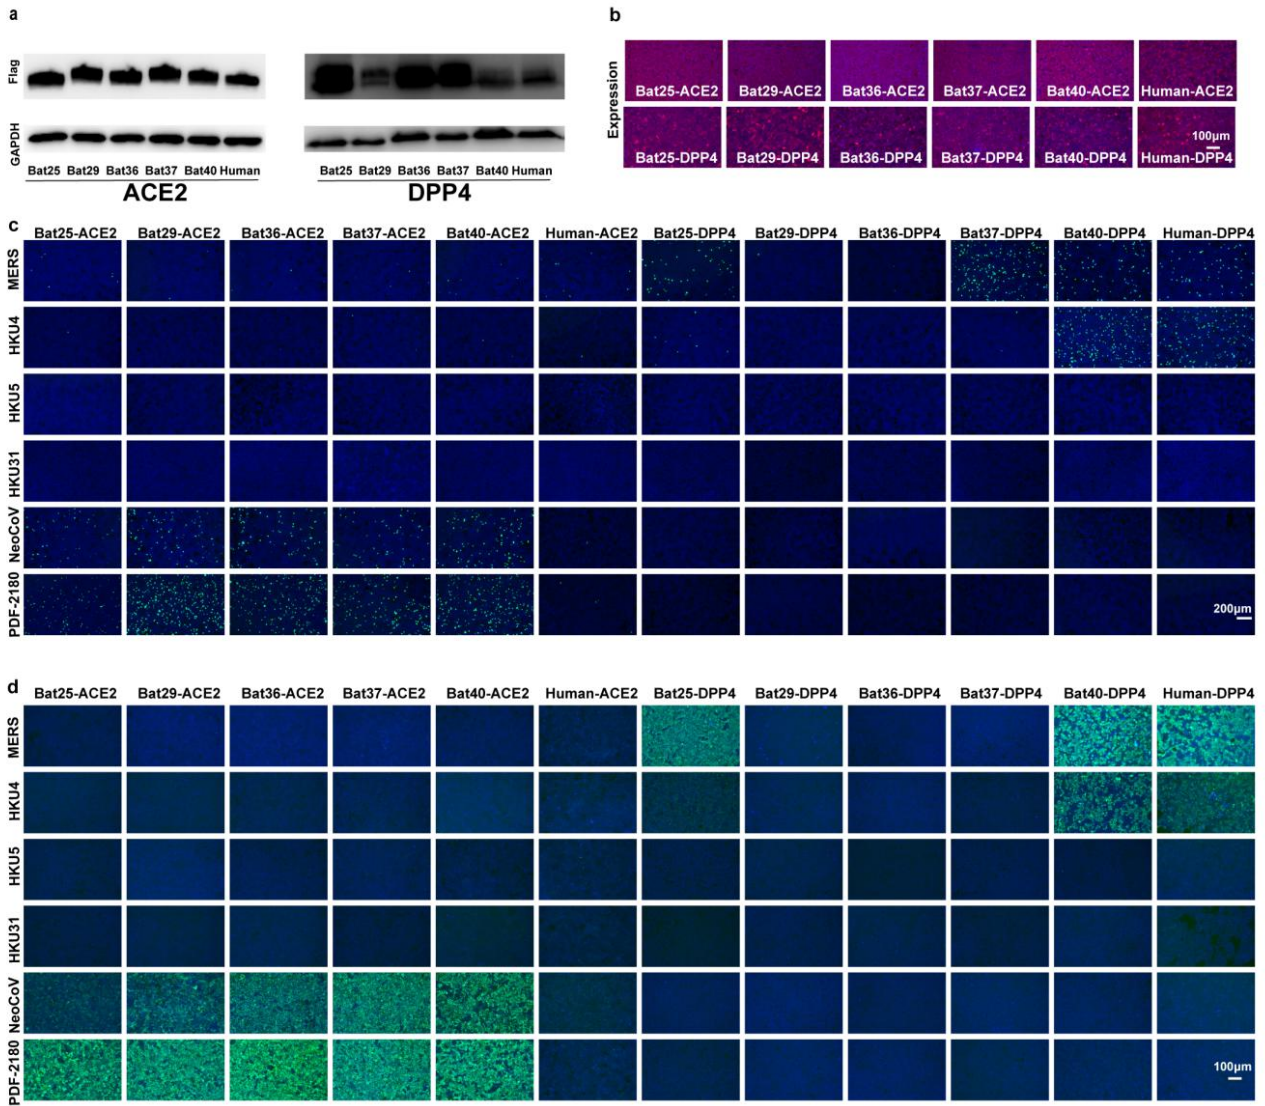 a
Flag
GAPDH
Bat25 Bat29 Bat36 Bat37 Bat40 Human
ACE2
Bat25 Bat29 Bat36 Bat37 Bat40 Human
DPP4
b
Expression
Bat25-ACE2 Bat29-ACE2 Bat36-ACE2 Bat37-ACE2 Bat40-ACE2 Human-ACE2
100μm
Bat25-DPP4 Bat29-DPP4 Bat36-DPP4 Bat37-DPP4 Bat40-DPP4 Human-DPP4
c
Bat25-ACE2 Bat29-ACE2 Bat36-ACE2 Bat37-ACE2 Bat40-ACE2 Human-ACE2 Bat25-DPP4 Bat29-DPP4 Bat36-DPP4 Bat37-DPP4 Bat40-DPP4 Human-DPP4
MERS
HKU4
HKU5
HKU31
NeoCoV
PDF-2180
200μm
d
Bat25-ACE2 Bat29-ACE2 Bat36-ACE2 Bat37-ACE2 Bat40-ACE2 Human-ACE2 Bat25-DPP4 Bat29-DPP4 Bat36-DPP4 Bat37-DPP4 Bat40-DPP4 Human-DPP4
MERS
HKU4
HKU5
HKU31
NeoCoV
PDF-2180
100μm